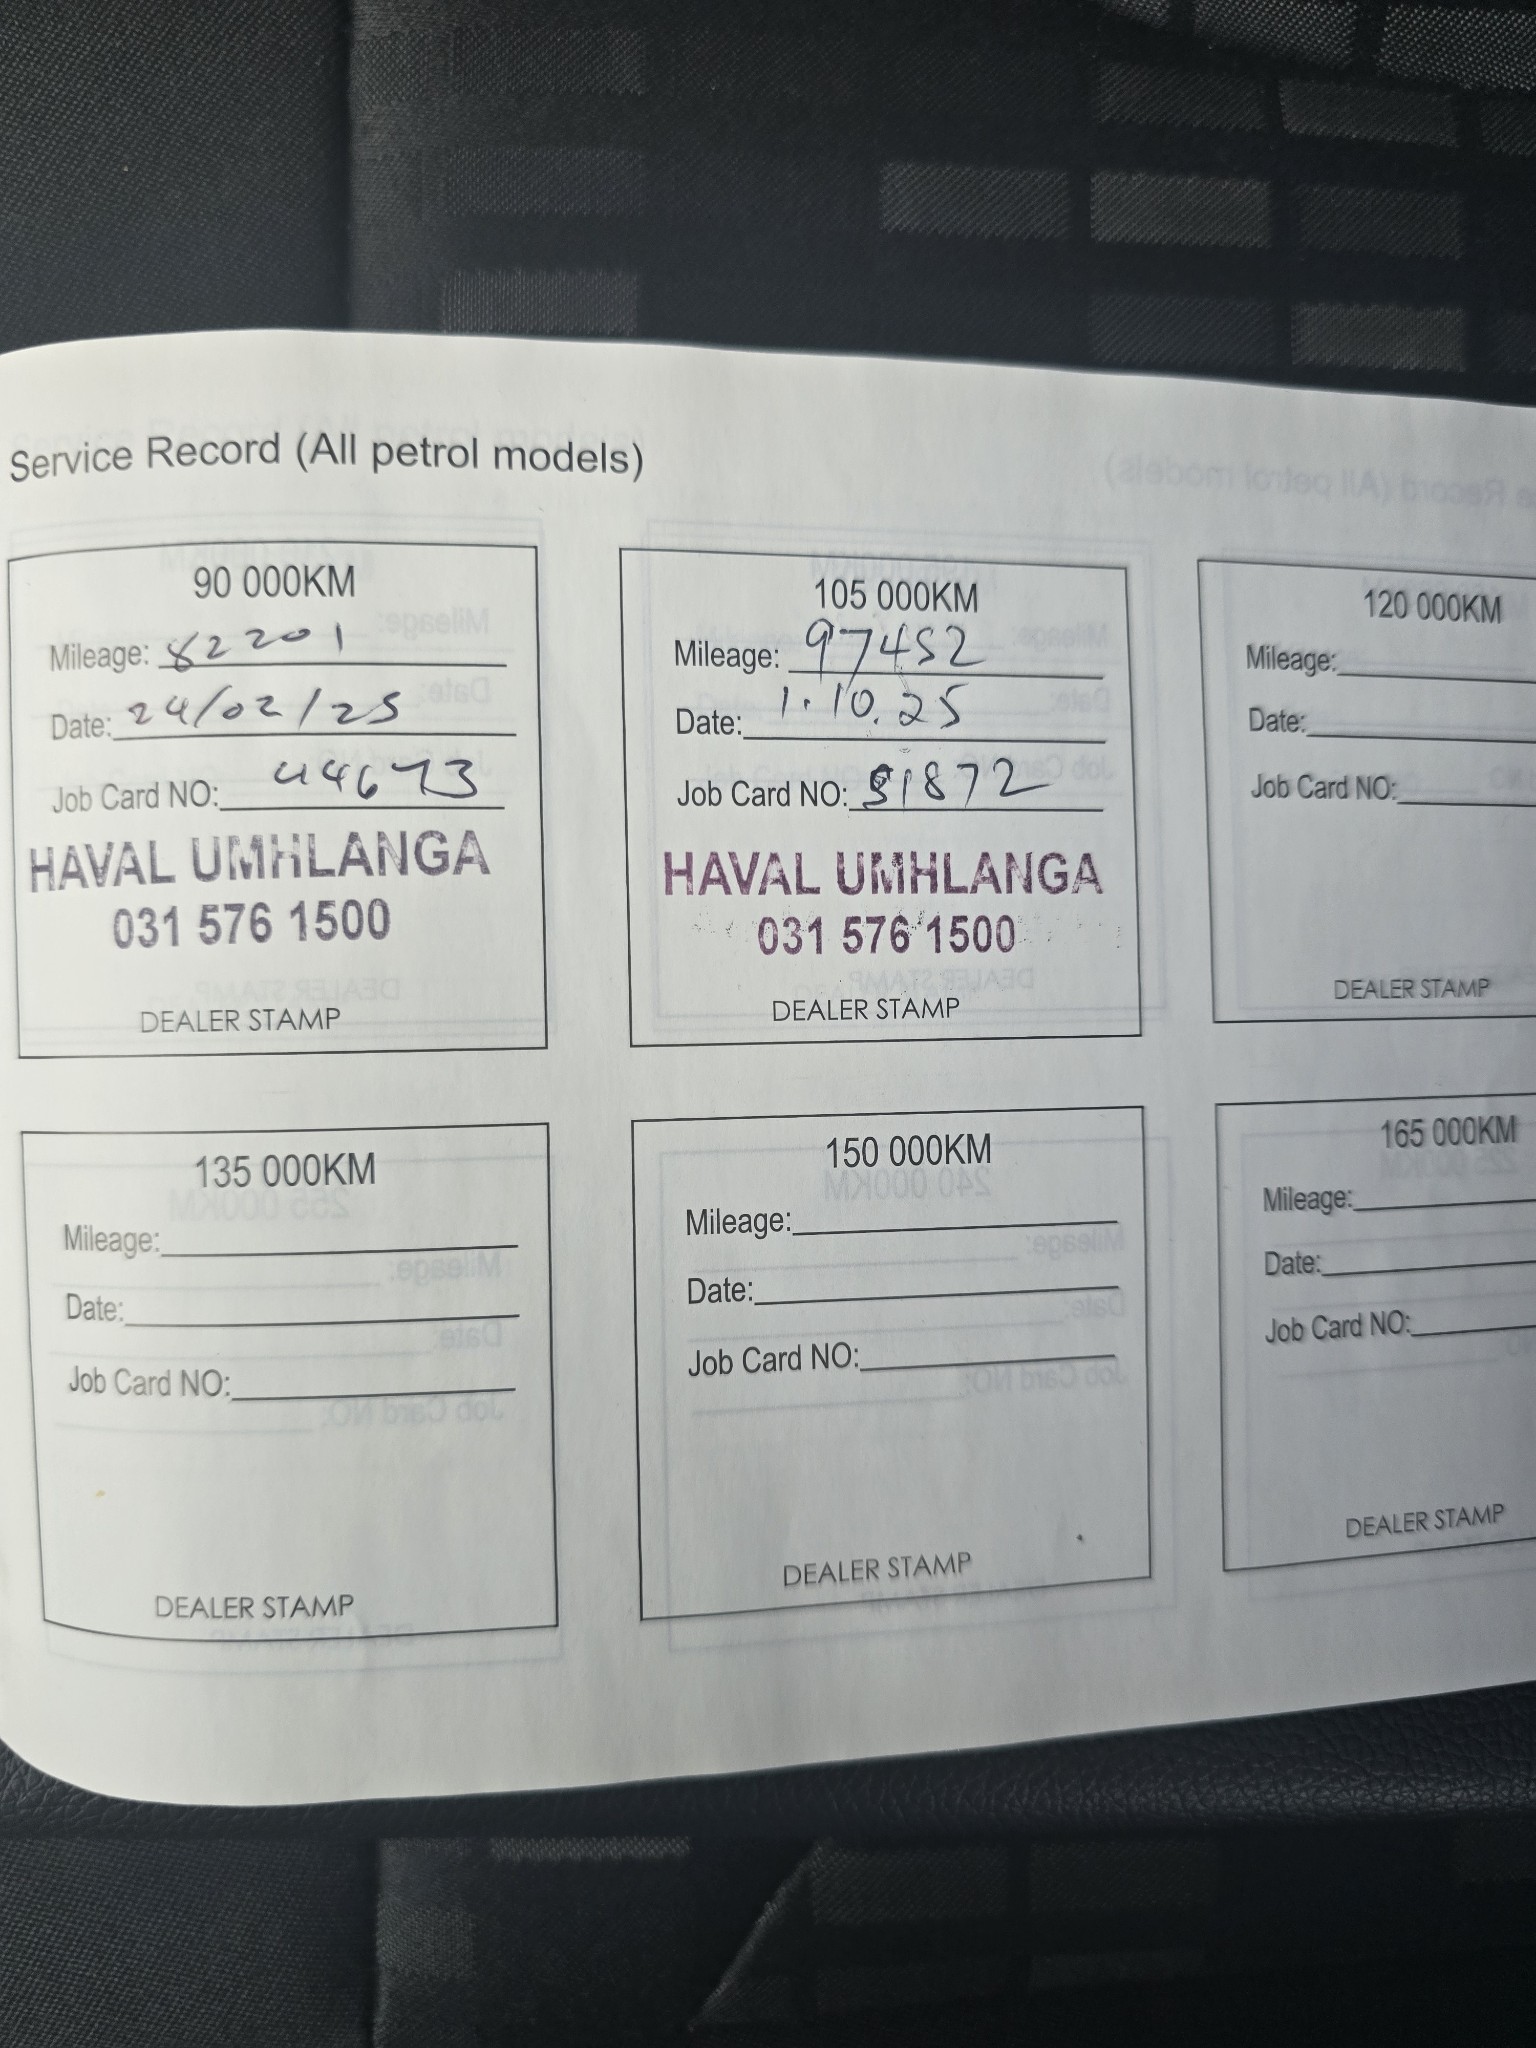 Service Record (All petrol models)
90 000KM
Mileage: 82201
Date: 24/02/25
Job Card NO: 44673
HAVAL UMHLANGA
031 576 1500
DEALER STAMP
105 000KM
Mileage: 97452
Date: 1.10.25
Job Card NO: 51872
HAVAL UMHLANGA
031 576 1500
DEALER STAMP
120 000KM
Mileage:
Date:
Job Card NO:
DEALER STAMP
135 000KM
Mileage:
Date:
Job Card NO:
DEALER STAMP
150 000KM
Mileage:
Date:
Job Card NO:
DEALER STAMP
165 000KM
Mileage:
Date:
Job Card NO:
DEALER STAMP